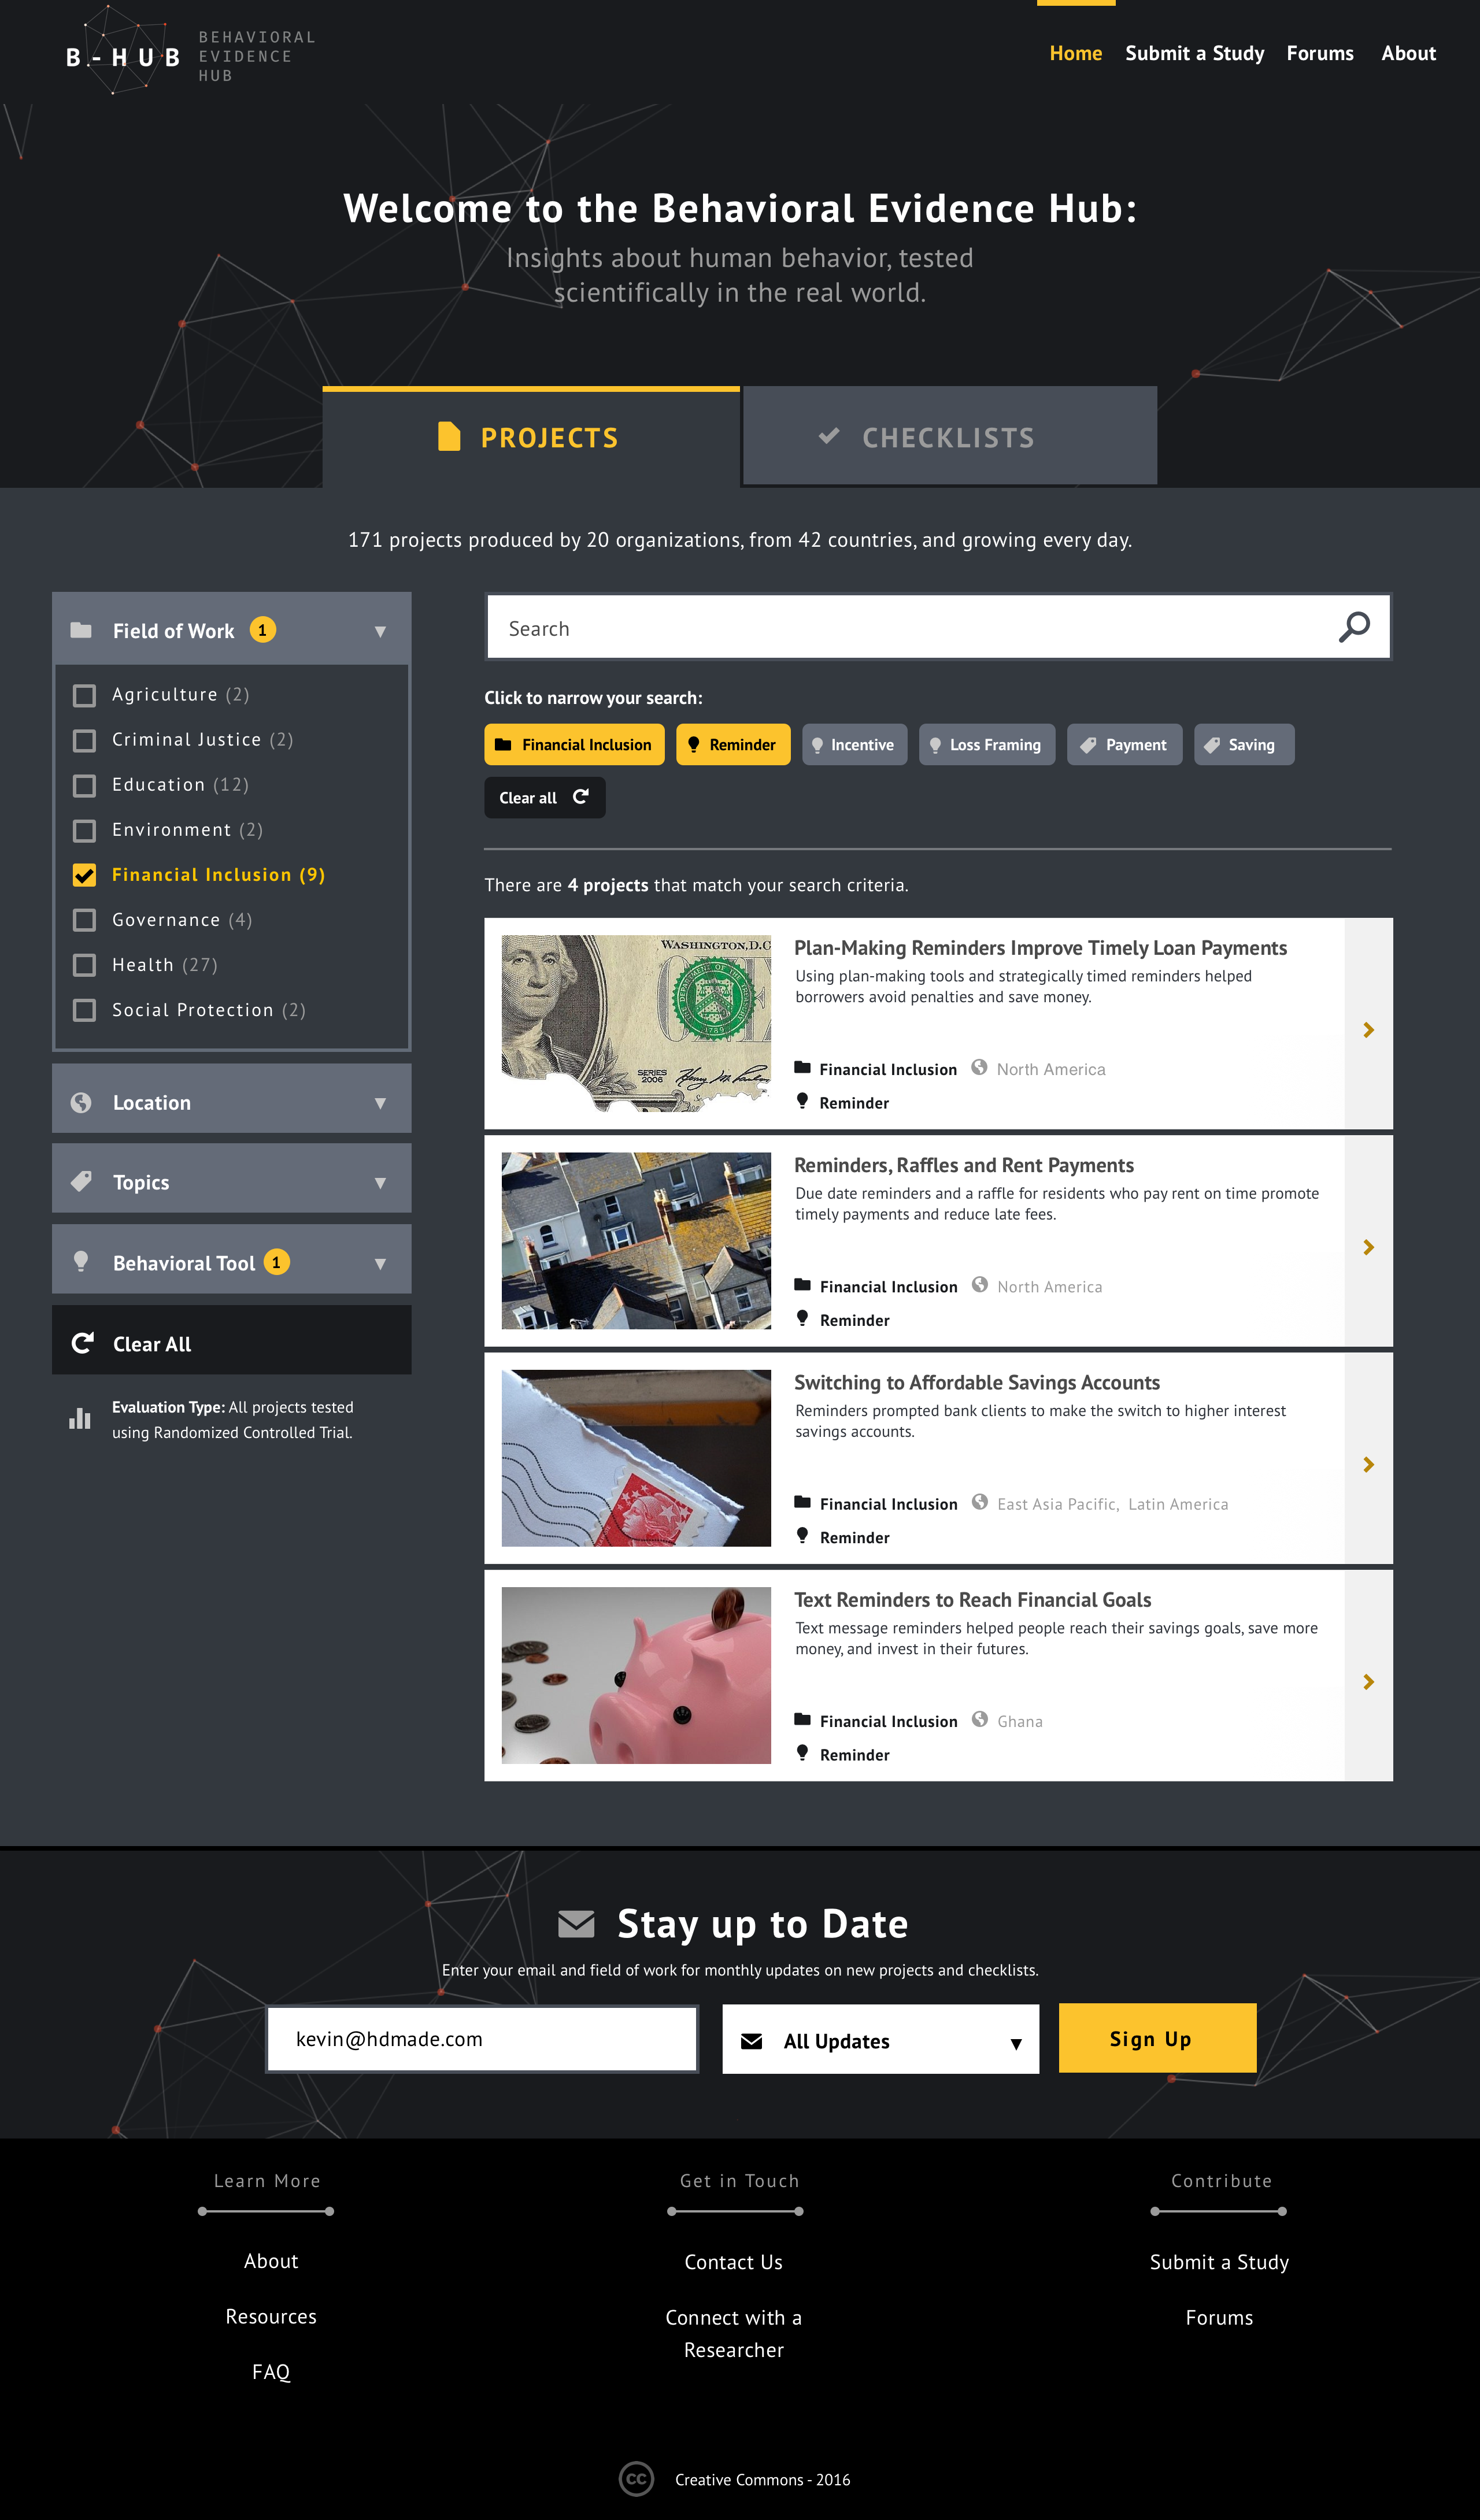 B - HUB
BEHAVIORAL
EVIDENCE
HUB
Home
Submit a Study
Forums
About
Welcome to the Behavioral Evidence Hub:
Insights about human behavior, tested
scientifically in the real world.
PROJECTS
CHECKLISTS
171 projects produced by 20 organizations, from 42 countries, and growing every day.
Field of Work 1
Agriculture (2)
Criminal Justice (2)
Education (12)
Environment (2)
Financial Inclusion (9)
Governance (4)
Health (27)
Social Protection (2)
Location
Topics
Behavioral Tool 1
Clear All
Evaluation Type: All projects tested
using Randomized Controlled Trial.
Search
Click to narrow your search:
Financial Inclusion
Reminder
Incentive
Loss Framing
Payment
Saving
Clear all
There are 4 projects that match your search criteria.
WASHINGTON, D.C
DEPARTMENT OF THE TREASURY
1789
SERIES
2006
Plan-Making Reminders Improve Timely Loan Payments
Using plan-making tools and strategically timed reminders helped
borrowers avoid penalties and save money.
Financial Inclusion
North America
Reminder
Reminders, Raffles and Rent Payments
Due date reminders and a raffle for residents who pay rent on time promote
timely payments and reduce late fees.
Financial Inclusion
North America
Reminder
Switching to Affordable Savings Accounts
Reminders prompted bank clients to make the switch to higher interest
savings accounts.
Financial Inclusion
East Asia Pacific, Latin America
Reminder
Text Reminders to Reach Financial Goals
Text message reminders helped people reach their savings goals, save more
money, and invest in their futures.
Financial Inclusion
Ghana
Reminder
Stay up to Date
Enter your email and field of work for monthly updates on new projects and checklists.
kevin@hdmade.com
All Updates
Sign Up
Learn More
About
Resources
FAQ
Get in Touch
Contact Us
Connect with a
Researcher
Contribute
Submit a Study
Forums
cc
Creative Commons - 2016